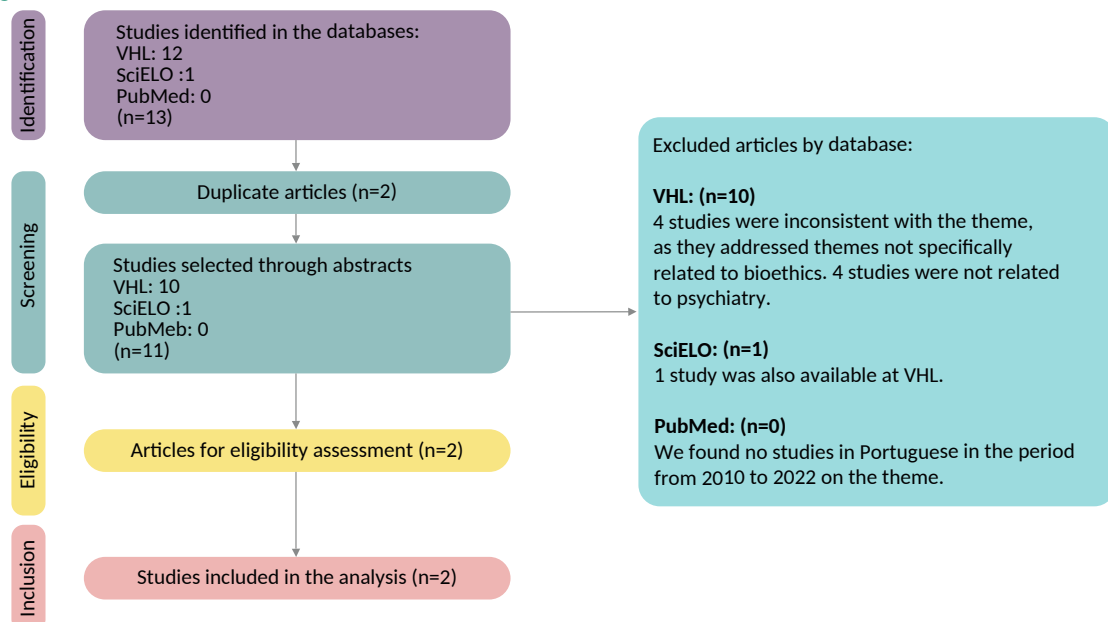 Identification
Studies identified in the databases:
VHL: 12
SciELO :1
PubMed: 0
(n=13)
Screening
Duplicate articles (n=2)
Studies selected through abstracts
VHL: 10
SciELO :1
PubMeb: 0
(n=11)
Excluded articles by database:
VHL: (n=10)
4 studies were inconsistent with the theme,
as they addressed themes not specifically
related to bioethics. 4 studies were not related
to psychiatry.
SciELO: (n=1)
1 study was also available at VHL.
PubMed: (n=0)
We found no studies in Portuguese in the period
from 2010 to 2022 on the theme.
Eligibility
Articles for eligibility assessment (n=2)
Inclusion
Studies included in the analysis (n=2)